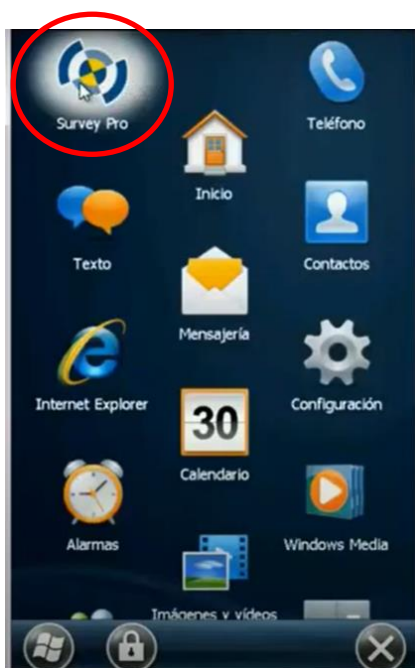 Survey Pro
Teléfono
Inicio
Texto
Contactos
Mensajería
Internet Explorer
Configuración
30
Calendario
Alarmas
Windows Media
Imágenes y vídeos